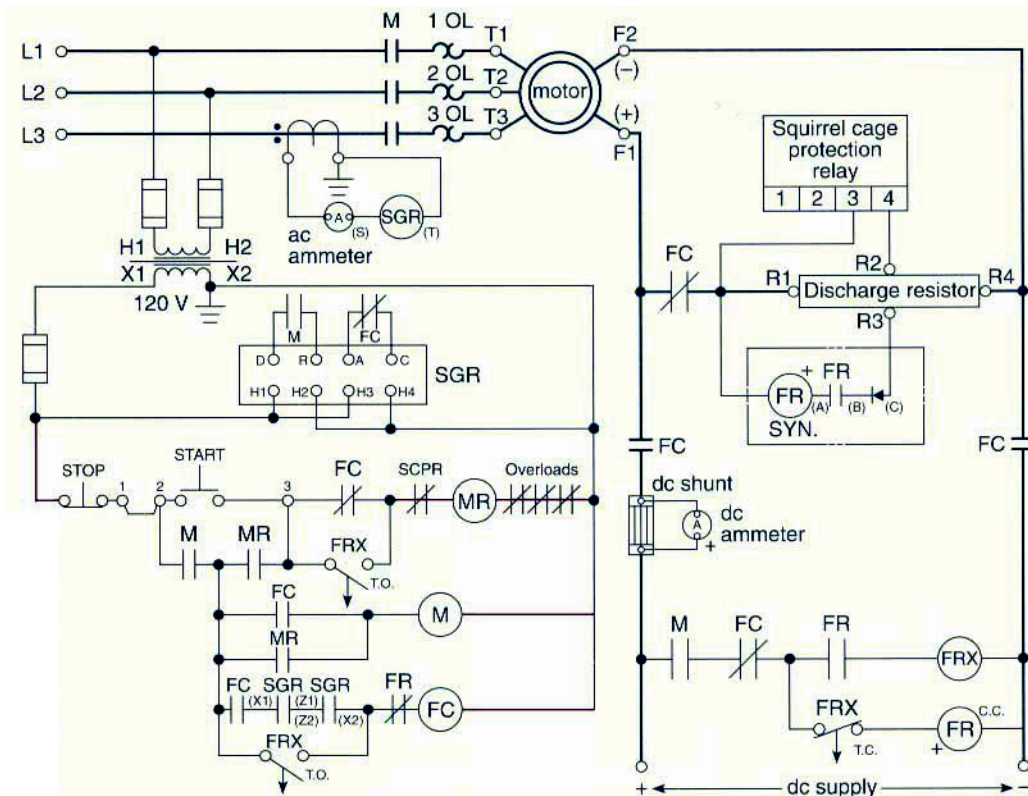 M 1 OL T1 F2
L1
(−)
2 OL T2
L2
motor
3 OL T3 (+)
L3
F1
Squirrel cage
protection
relay
1 2 3 4
A (S) SGR (T)
ac
ammeter
H1 H2
X1 X2
120 V
FC
R2
R1 Discharge resistor R4
R3
M FC
D R A C
SGR
H1 H2 H3 H4
+ FR
FR (A) (B) (C)
SYN.
FC FC
STOP START FC SCPR Overloads
1 2 3
MR
dc shunt
A dc
ammeter
+
M MR FRX
T.O.
FC
M
MR
M FC FR
FRX
FC SGR SGR FR
(X1) (Z1)
(Z2) (X2)
FC
FRX C.C.
FR
+
T.C.
FRX
T.O.
+ dc supply −